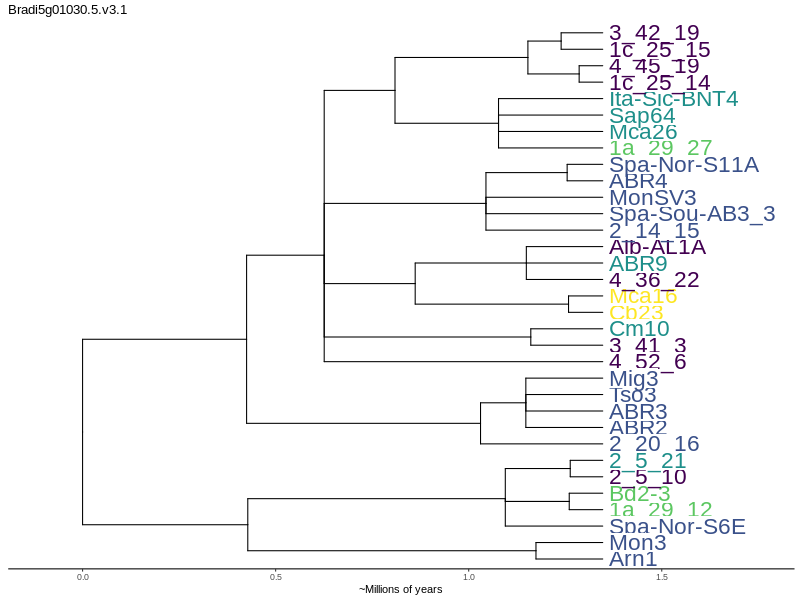 Bradi5g01030.5.v3.1
3_42_19
1c_25_15
4_45_19
1c_25_14
Ita-Sic-BNT4
Sap64
Mca26
1a_29_27
Spa-Nor-S11A
ABR4
MonSV3
Spa-Sou-AB3_3
2_14_15
Alb-AL1A
ABR9
4_36_22
Mca16
Cb23
Cm10
3_41_3
4_52_6
Mig3
Tso3
ABR3
ABR2
2_20_16
2_5_21
2_5_10
Bd2-3
1a_29_12
Spa-Nor-S6E
Mon3
Arn1
0.0 0.5 1.0 1.5
~Millions of years